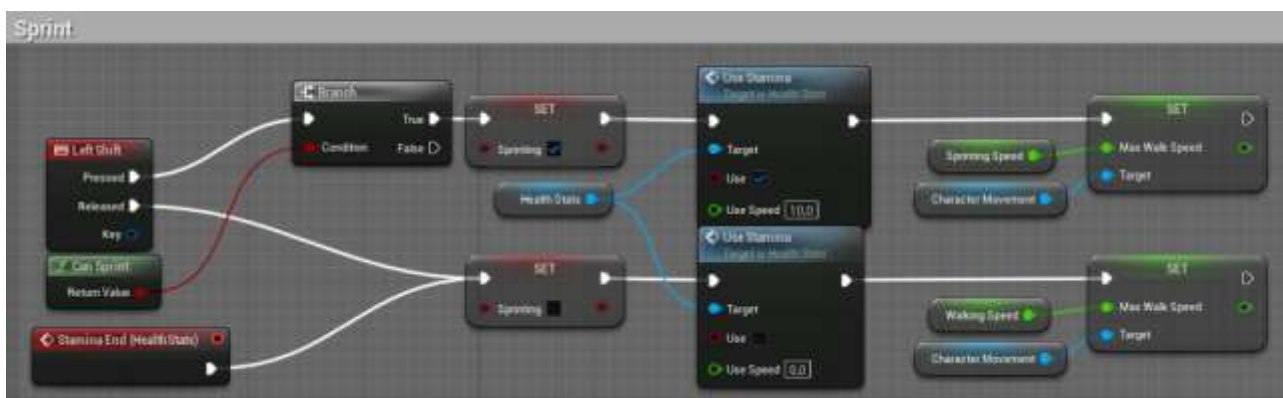 Sprint
Left Shift
Pressed
Released
Key
Can Sprint
Return Value
Stamina End (Health Stats)
Branch
True
Condition
False
SET
Sprinting
Health Stats
SET
Sprinting
Use Stamina
Target is Health Stats
Target
Use
Use Speed 10,0
Use Stamina
Target is Health Stats
Target
Use
Use Speed 0,0
Sprinting Speed
Character Movement
SET
Max Walk Speed
Target
Walking Speed
Character Movement
SET
Max Walk Speed
Target